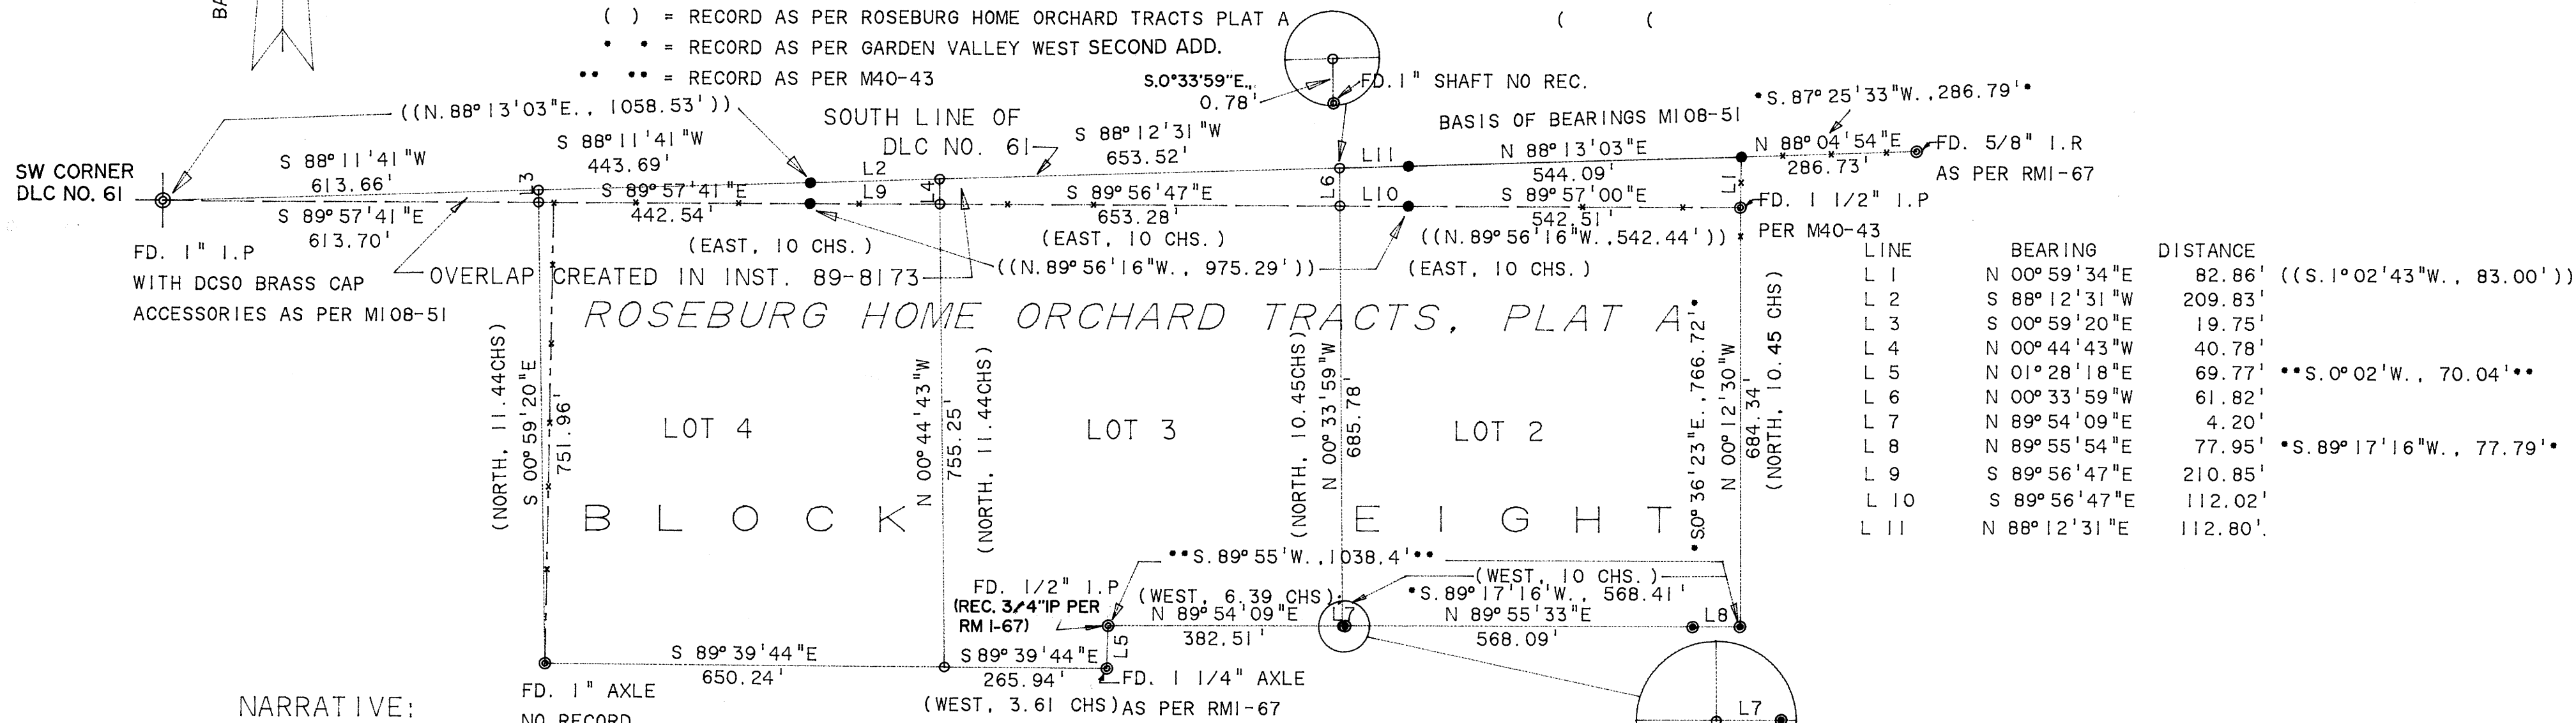 BA
( ) = RECORD AS PER ROSEBURG HOME ORCHARD TRACTS PLAT A
( (
• • = RECORD AS PER GARDEN VALLEY WEST SECOND ADD.
•• •• = RECORD AS PER M40-43
S.0°33'59"E.,
0.78'
FD. 1" SHAFT NO REC.
((N.88°13'03"E., 1058.53'))
SOUTH LINE OF
DLC NO. 61
BASIS OF BEARINGS M108-51
•S.87°25'33"W.,286.79'•
SW CORNER
DLC NO. 61
S 88°11'41"W
613.66'
S 88°11'41"W
443.69'
L2
S 88°12'31"W
653.52'
L11
N 88°13'03"E
544.09'
N 88°04'54"E
286.73'
FD. 5/8" I.R
AS PER RM1-67
S 89°57'41"E
613.70'
L3
S 89°57'41"E
442.54'
L9
L4
S 89°56'47"E
653.28'
L6
L10
S 89°57'00"E
542.51'
L1
FD. 1 1/2" I.P
PER M40-43
FD. 1" I.P
WITH DCSO BRASS CAP
ACCESSORIES AS PER M108-51
(EAST, 10 CHS.)
(EAST, 10 CHS.)
((N.89°56'16"W.,542.44'))
OVERLAP CREATED IN INST. 89-8173
((N.89°56'16"W., 975.29'))
(EAST, 10 CHS.)
LINE BEARING DISTANCE
L 1 N 00°59'34"E 82.86' ((S.1°02'43"W., 83.00'))
L 2 S 88°12'31"W 209.83'
L 3 S 00°59'20"E 19.75'
L 4 N 00°44'43"W 40.78'
L 5 N 01°28'18"E 69.77' ••S.0°02'W., 70.04'••
L 6 N 00°33'59"W 61.82'
L 7 N 89°54'09"E 4.20'
L 8 N 89°55'54"E 77.95' •S.89°17'16"W., 77.79'•
L 9 S 89°56'47"E 210.85'
L 10 S 89°56'47"E 112.02'
L 11 N 88°12'31"E 112.80'.
ROSEBURG HOME ORCHARD TRACTS, PLAT A
(NORTH, 11.44CHS)
S 00°59'20"E
751.96'
LOT 4
N 00°44'43"W
755.25'
(NORTH, 11.44CHS)
LOT 3
(NORTH, 10.45CHS)
N 00°33'59"W
685.78'
LOT 2
•S.0°36'23"E.,766.72'•
N 00°12'30"W
684.34'
(NORTH, 10.45 CHS)
BLOCK EIGHT
••S.89°55'W.,1038.4'••
FD. 1/2" I.P
(REC. 3/4"IP PER
RM 1-67)
(WEST, 6.39 CHS)
N 89°54'09"E
382.51'
L7
(WEST, 10 CHS.)
•S.89°17'16'W., 568.41'
N 89°55'33"E
568.09'
L8
L5
S 89°39'44"E
650.24'
S 89°39'44"E
265.94'
(WEST, 3.61 CHS)
FD. 1 1/4" AXLE
AS PER RM1-67
FD. 1" AXLE
NO RECORD
NARRATIVE:
L7